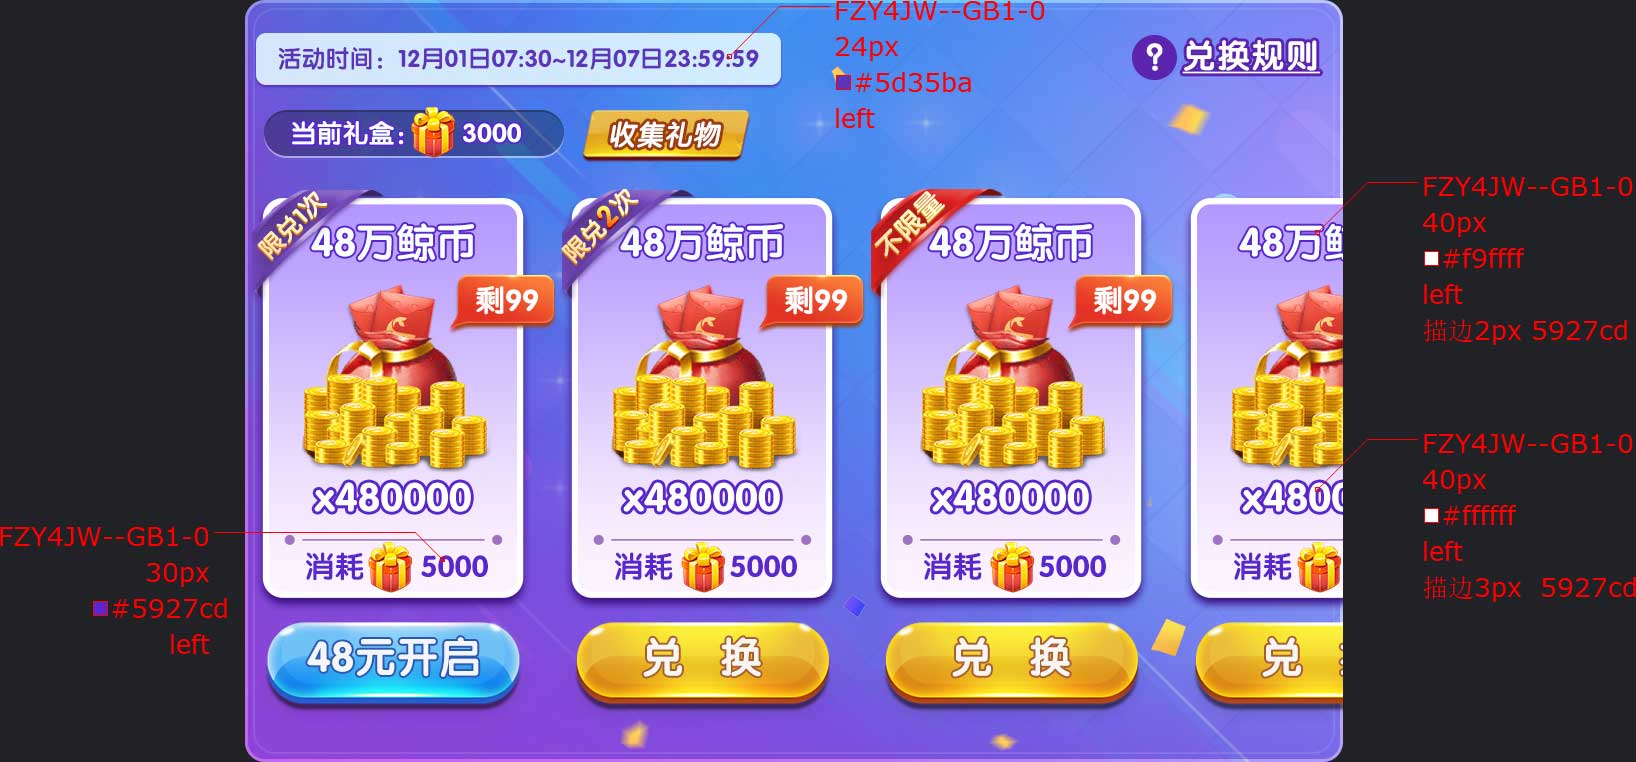 FZY4JW--GB1-0
24px
#5d35ba
left
活动时间：12月01日07:30~12月07日23:59:59
兑换规则
当前礼盒： 3000
收集礼物
限兑1次
48万鲸币
剩99
x480000
消耗 5000
48元开启
限兑2次
48万鲸币
剩99
x480000
消耗 5000
兑 换
不限量
48万鲸币
剩99
x480000
消耗 5000
兑 换
48万
x4800
消耗
兑
FZY4JW--GB1-0
40px
#f9ffff
left
描边2px 5927cd
FZY4JW--GB1-0
40px
#ffffff
left
描边3px 5927cd
FZY4JW--GB1-0
30px
#5927cd
left